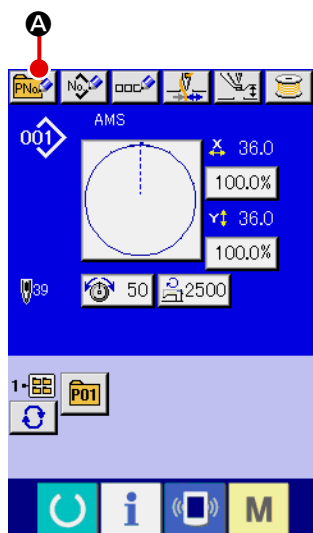 A
PNo. No. □□□
001 AMS
X 36.0
100.0%
Y 36.0
100.0%
39 50 2500
1- P01
i M